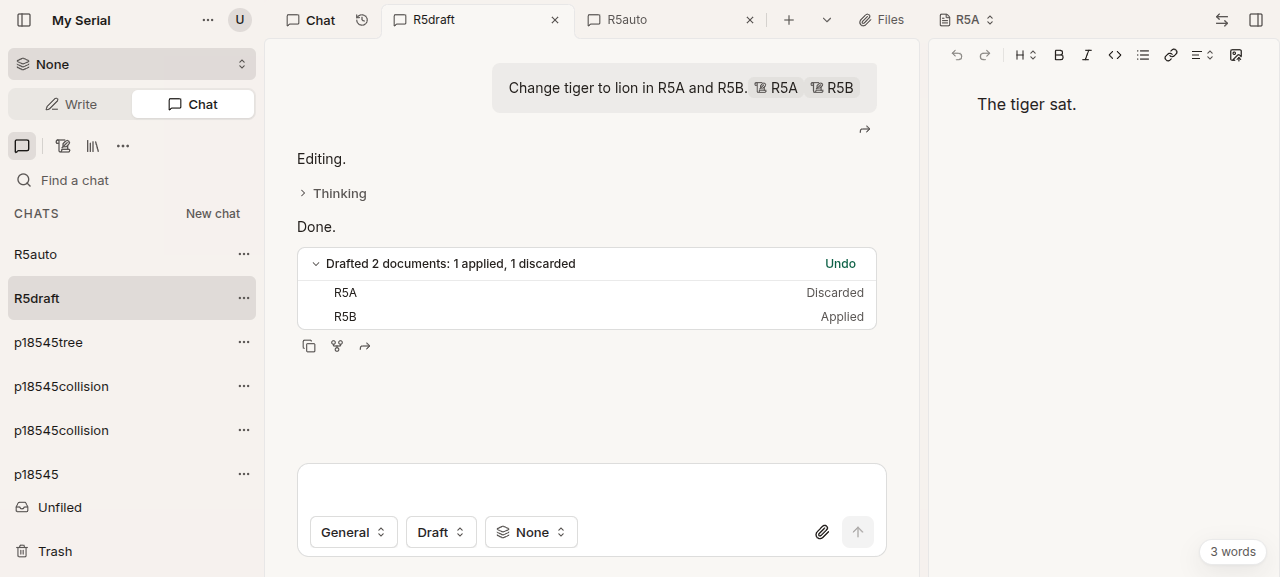 My Serial
U
None
Write
Chat
Find a chat
CHATS
New chat
R5auto
R5draft
p18545tree
p18545collision
p18545collision
p18545
Unfiled
Trash
Chat
R5draft
R5auto
Files
R5A
H
B
I
Change tiger to lion in R5A and R5B. R5A R5B
Editing.
Thinking
Done.
Drafted 2 documents: 1 applied, 1 discarded
Undo
R5A
Discarded
R5B
Applied
General
Draft
None
The tiger sat.
3 words